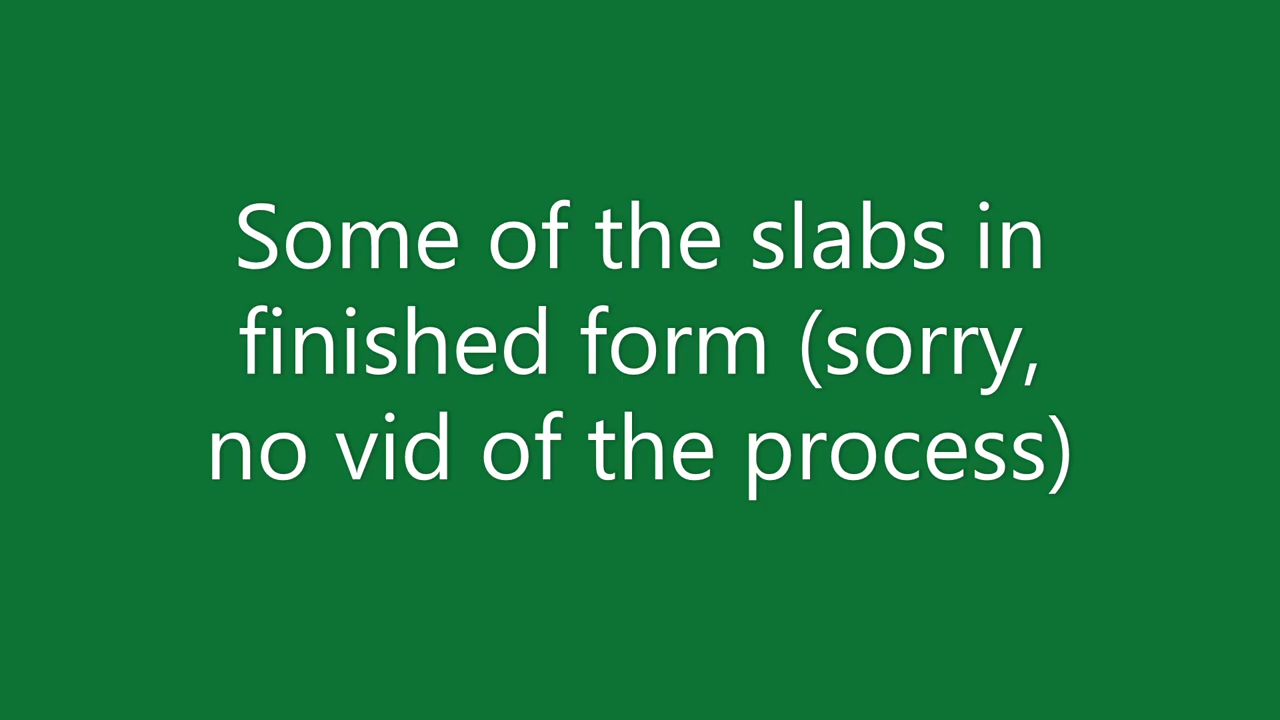 Some of the slabs in
finished form (sorry,
no vid of the process)